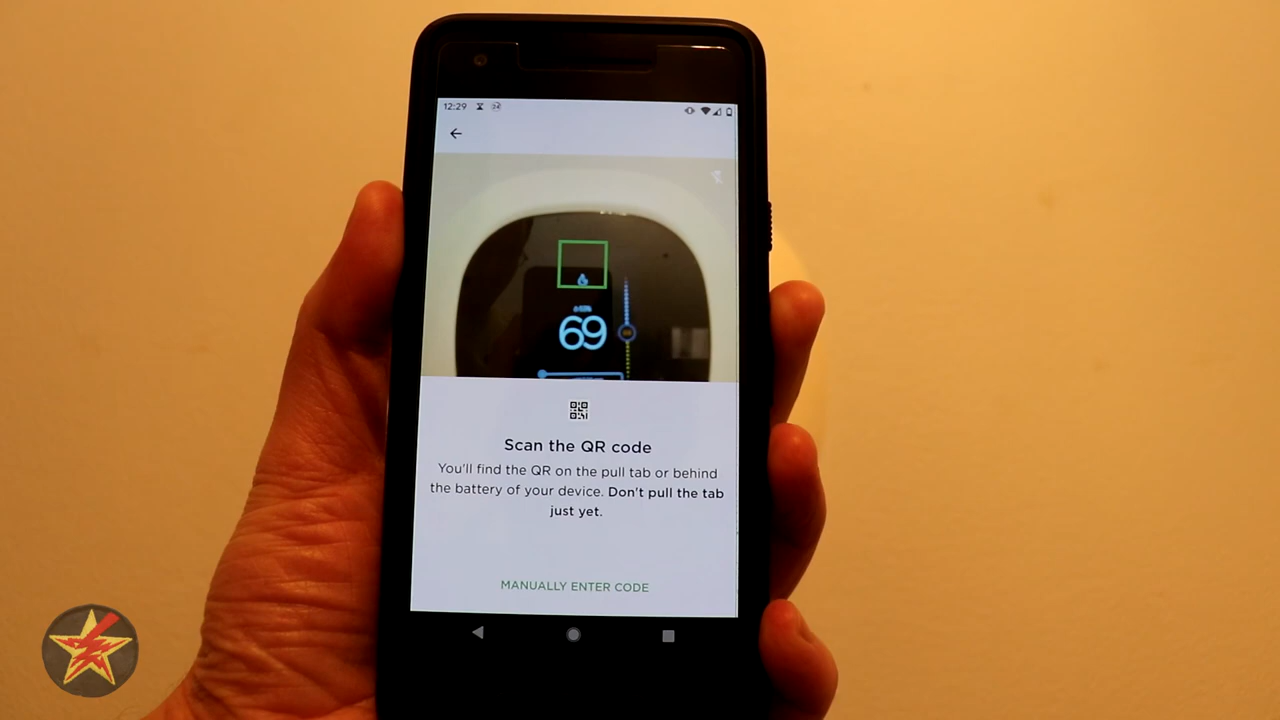 12:29
69
Scan the QR code
You'll find the QR on the pull tab or behind
the battery of your device. Don't pull the tab
just yet.
MANUALLY ENTER CODE